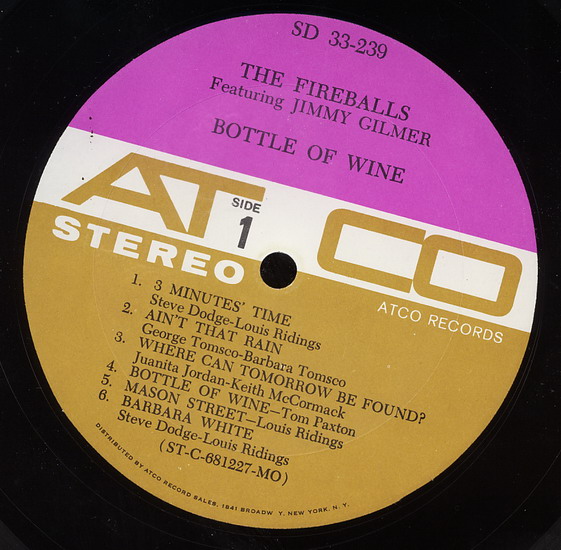 SD 33-239
THE FIREBALLS
Featuring JIMMY GILMER
BOTTLE OF WINE
ATCO
SIDE
1
STEREO
ATCO RECORDS
1. 3 MINUTES' TIME
Steve Dodge-Louis Ridings
2. AIN'T THAT RAIN
George Tomsco-Barbara Tomsco
3. WHERE CAN TOMORROW BE FOUND?
Juanita Jordan-Keith McCormack
4. BOTTLE OF WINE—Tom Paxton
5. MASON STREET—Louis Ridings
6. BARBARA WHITE
Steve Dodge-Louis Ridings
(ST-C-681227-MO)
DISTRIBUTED BY ATCO RECORD SALES, 1841 BROADW Y, NEW YORK, N. Y.